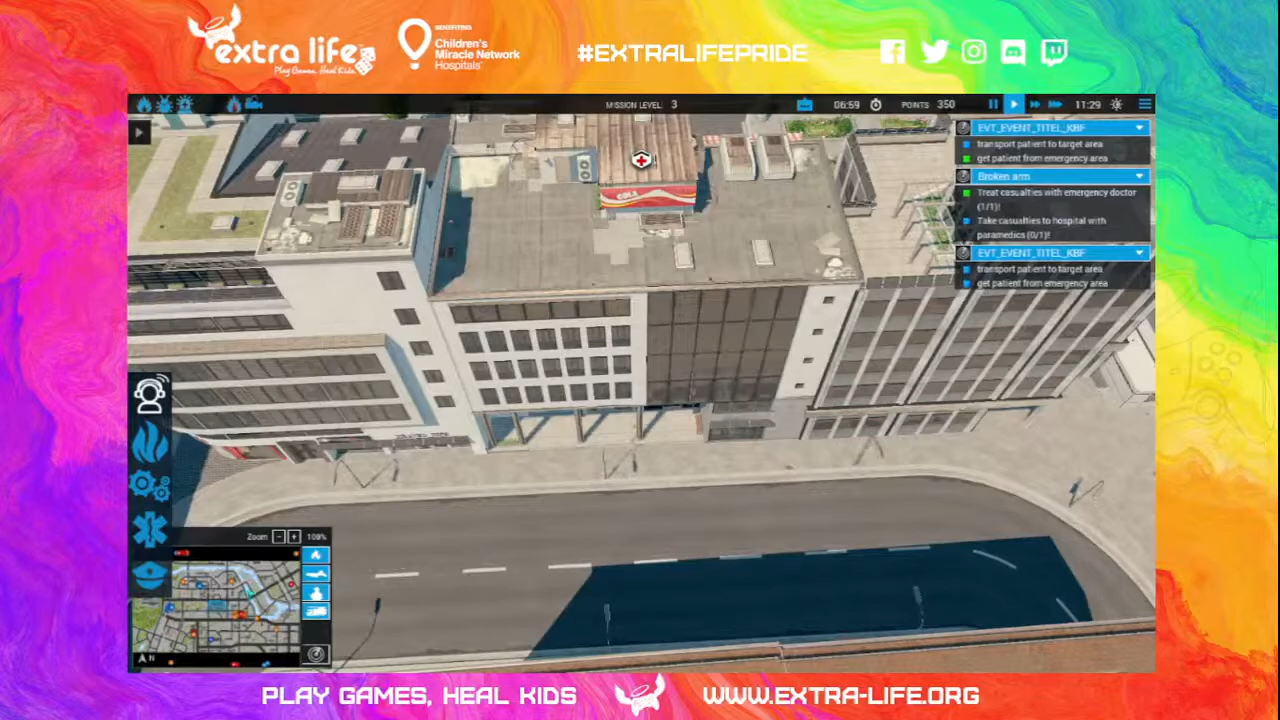 extra life
Play Games. Heal Kids.
BENEFITING
Children's
Miracle Network
Hospitals
#EXTRALIFEPRIDE
MISSION LEVEL: 3
06:59
POINTS 350
11:29
EVT_EVENT_TITEL_KBF
transport patient to target area
get patient from emergency area
Broken arm
Treat casualties with emergency doctor
(1/1)!
Take casualties to hospital with
paramedics (0/1)!
EVT_EVENT_TITEL_KBF
transport patient to target area
get patient from emergency area
COLA
Zoom - + 108%
N
PLAY GAMES, HEAL KIDS
WWW.EXTRA-LIFE.ORG